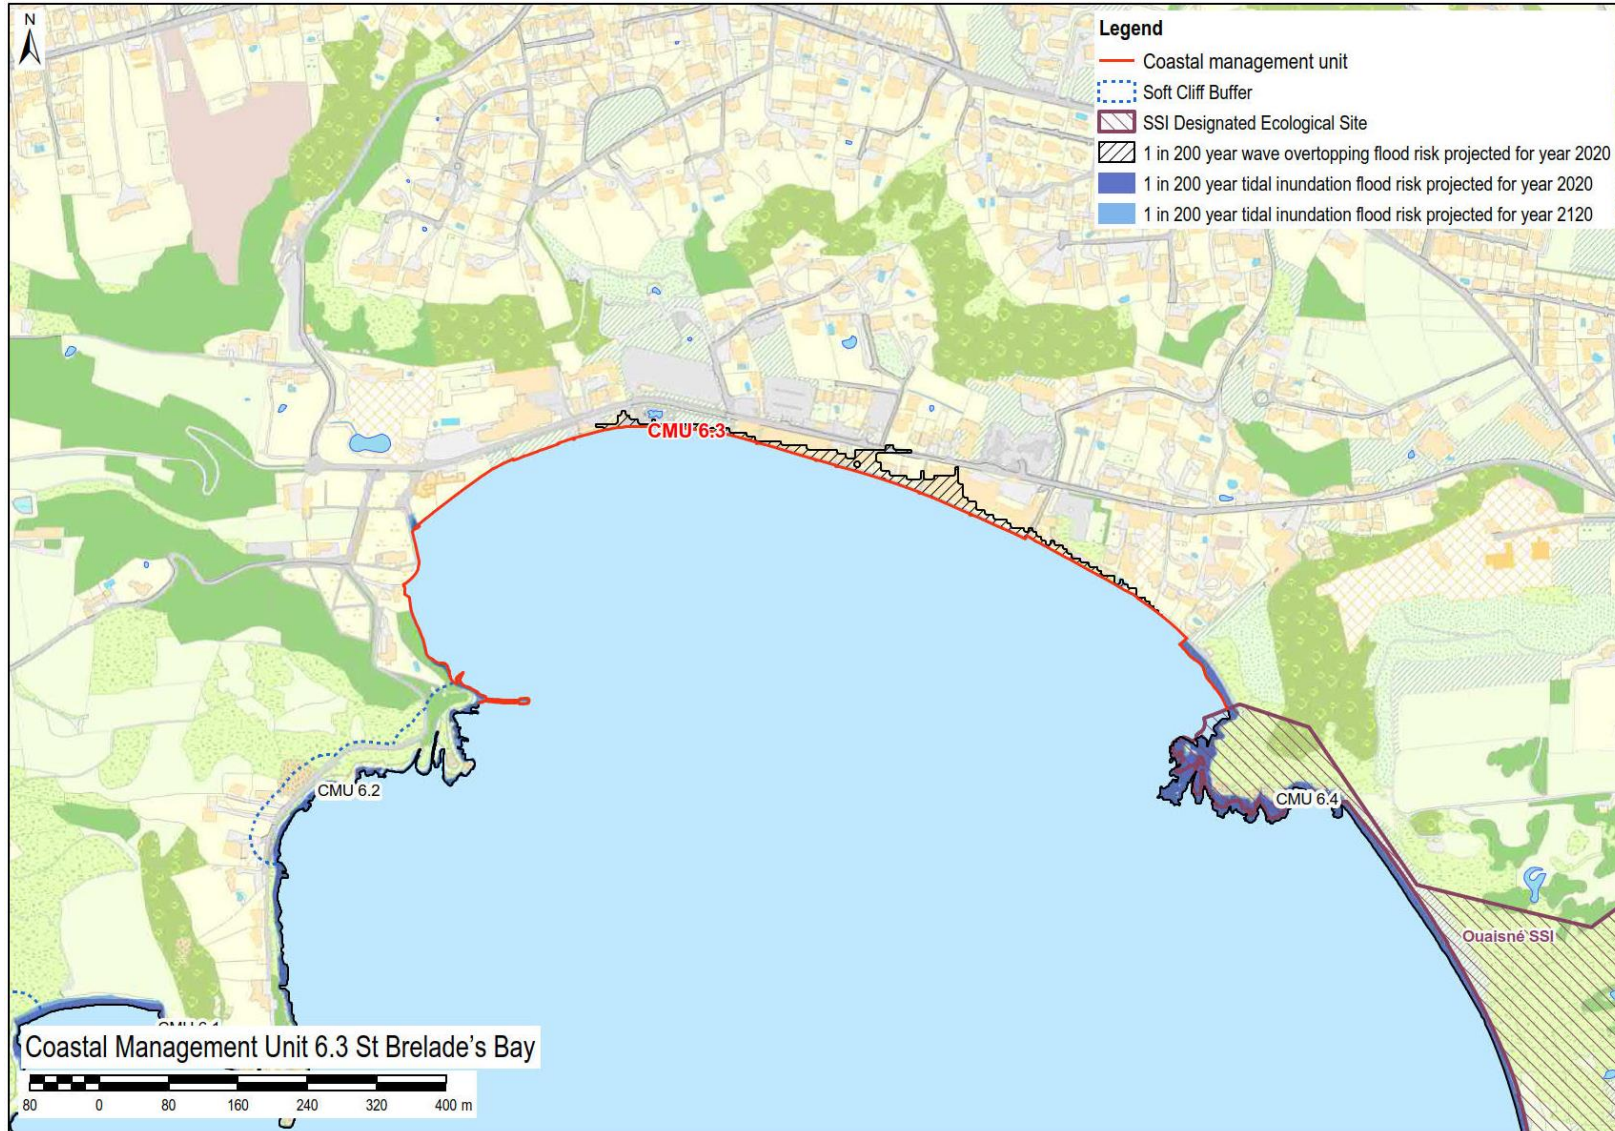 N
Legend
Coastal management unit
Soft Cliff Buffer
SSI Designated Ecological Site
1 in 200 year wave overtopping flood risk projected for year 2020
1 in 200 year tidal inundation flood risk projected for year 2020
1 in 200 year tidal inundation flood risk projected for year 2120
CMU 6.3
CMU 6.2
CMU 6.4
Ouaisné SSI
Coastal Management Unit 6.3 St Brelade's Bay
80 0 80 160 240 320 400 m